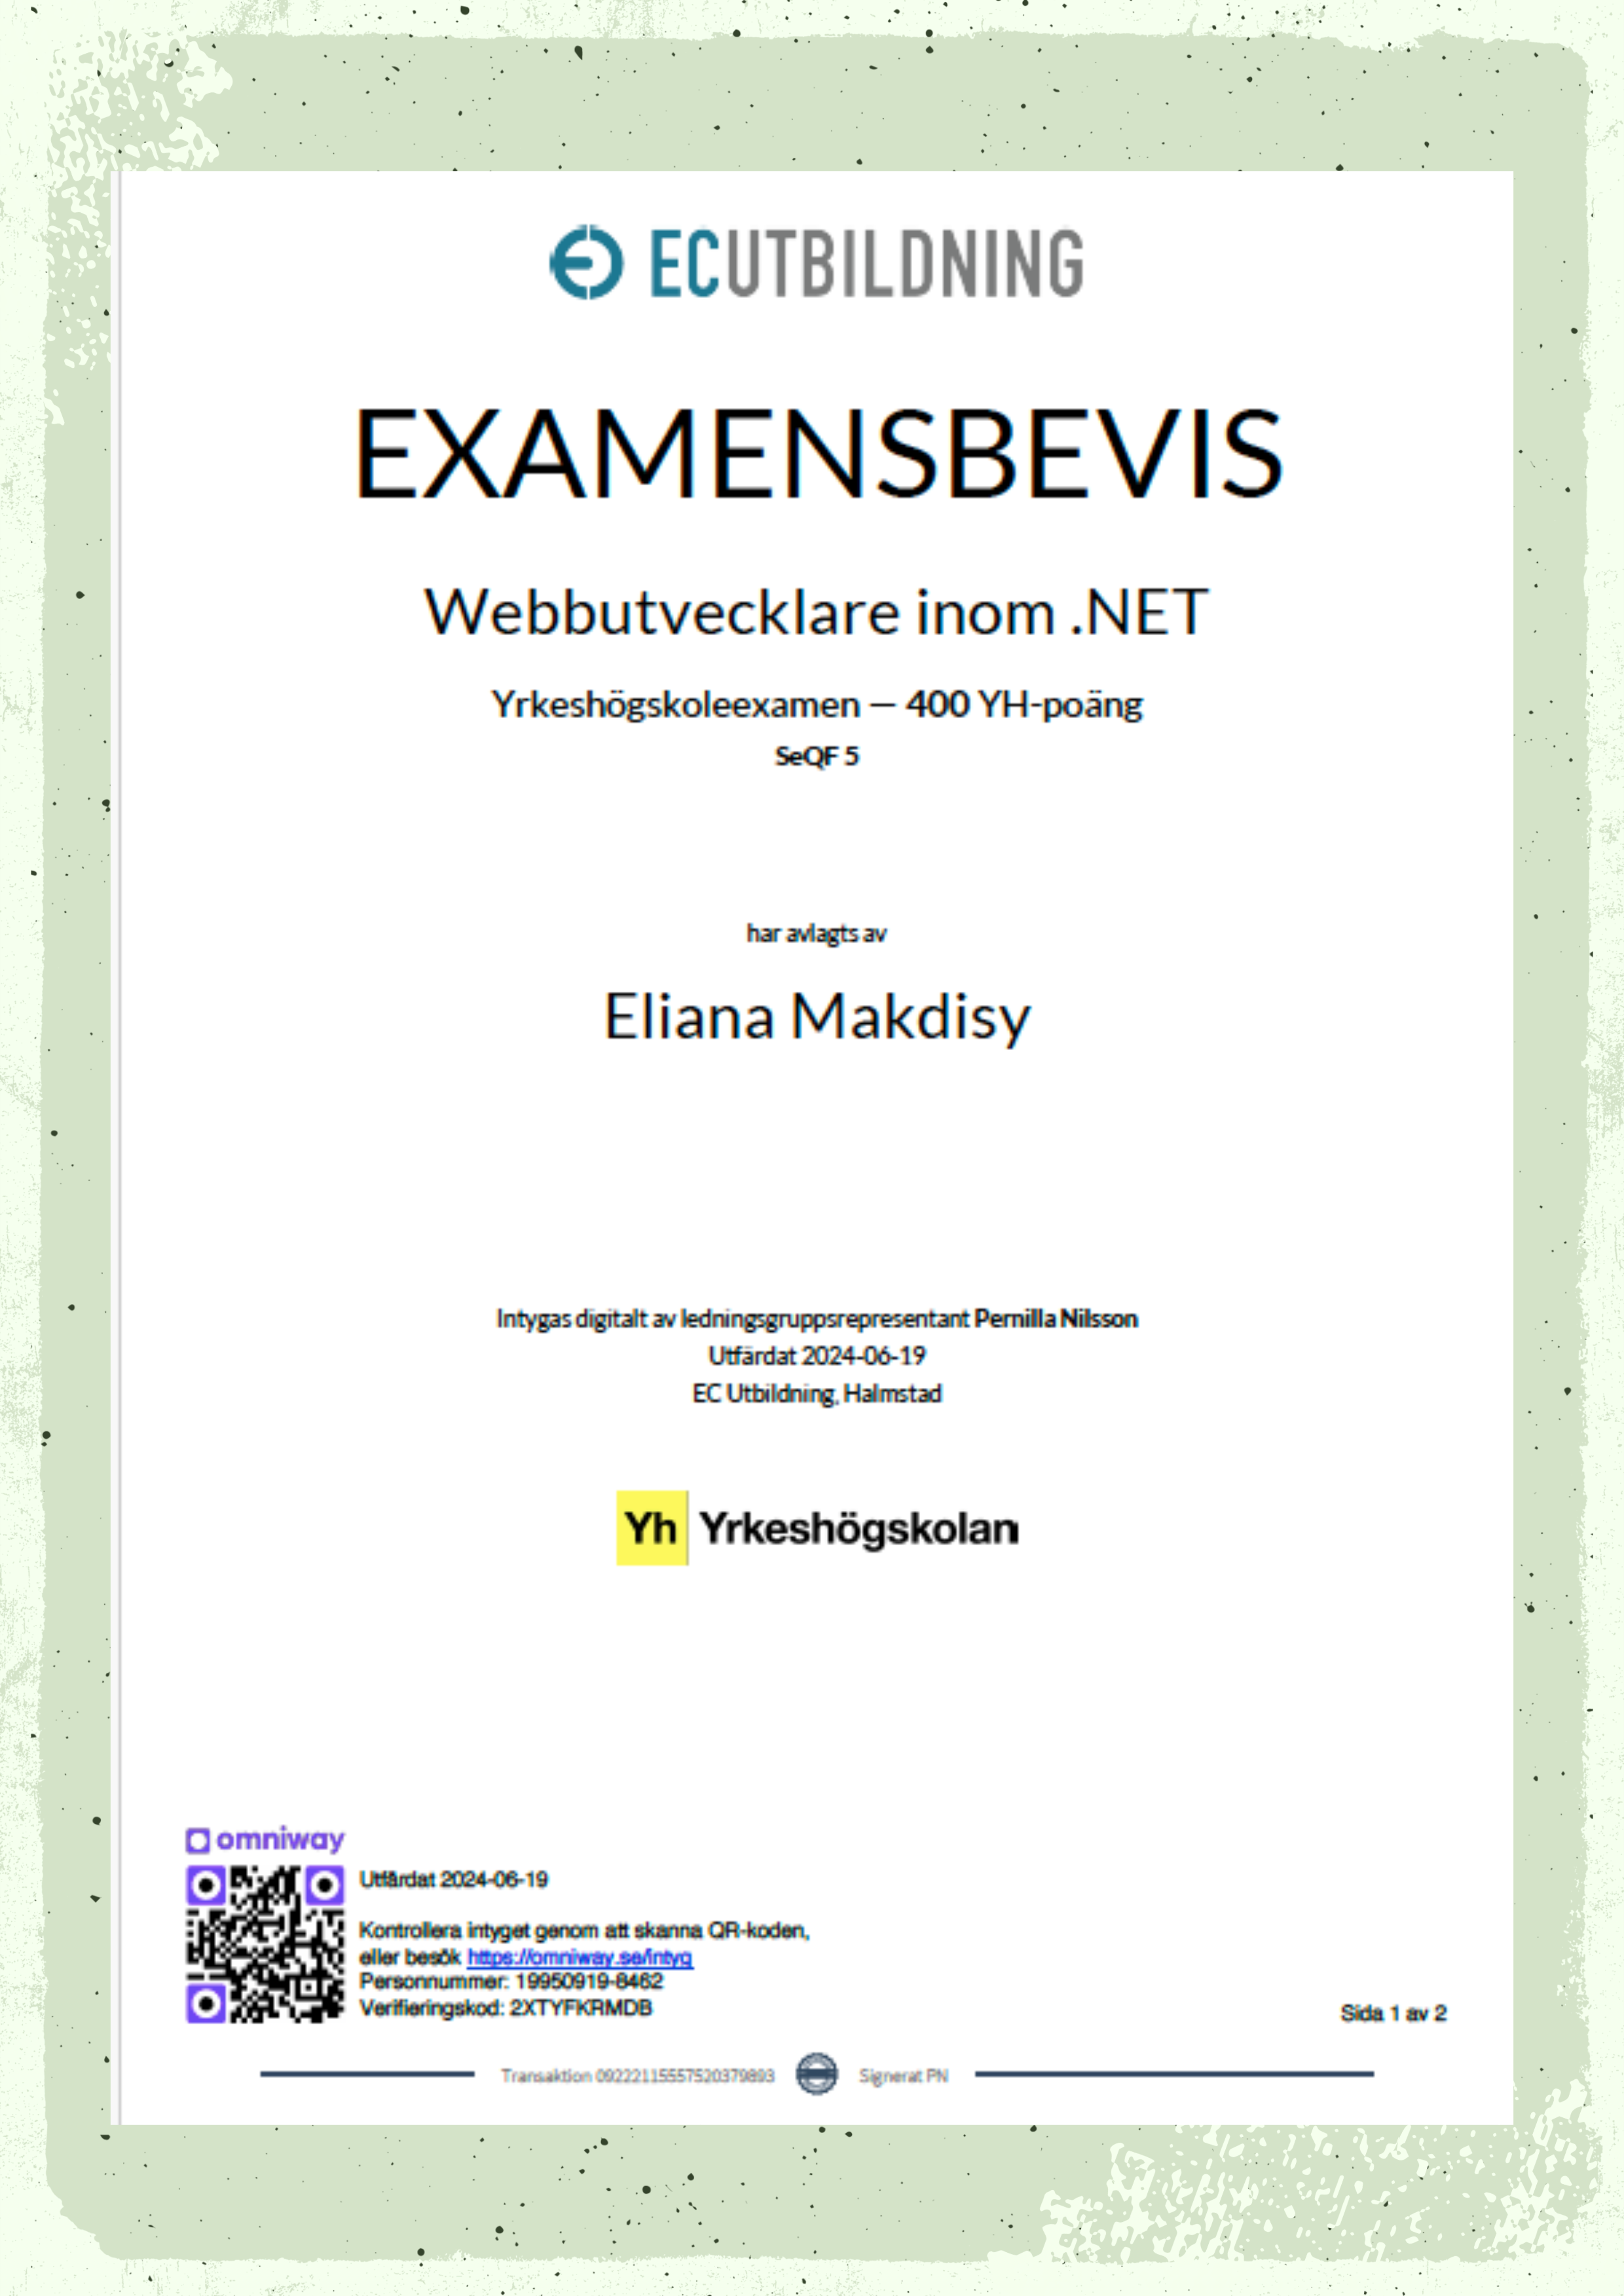 ECUTBILDNING
EXAMENSBEVIS
Webbutvecklare inom .NET
Yrkeshögskoleexamen — 400 YH-poäng
SeQF 5
har avlagts av
Eliana Makdisy
Intygas digitalt av ledningsgruppsrepresentant Pernilla Nilsson
Utfärdat 2024-06-19
EC Utbildning, Halmstad
Yh Yrkeshögskolan
omniway
Utfärdat 2024-06-19
Kontrollera intyget genom att skanna QR-koden,
eller besök https://omniway.se/intyg
Personnummer: 19950919-8462
Verifieringskod: 2XTYFKRMDB
Sida 1 av 2
Transaktion 09222115557520379893 Signerat PN